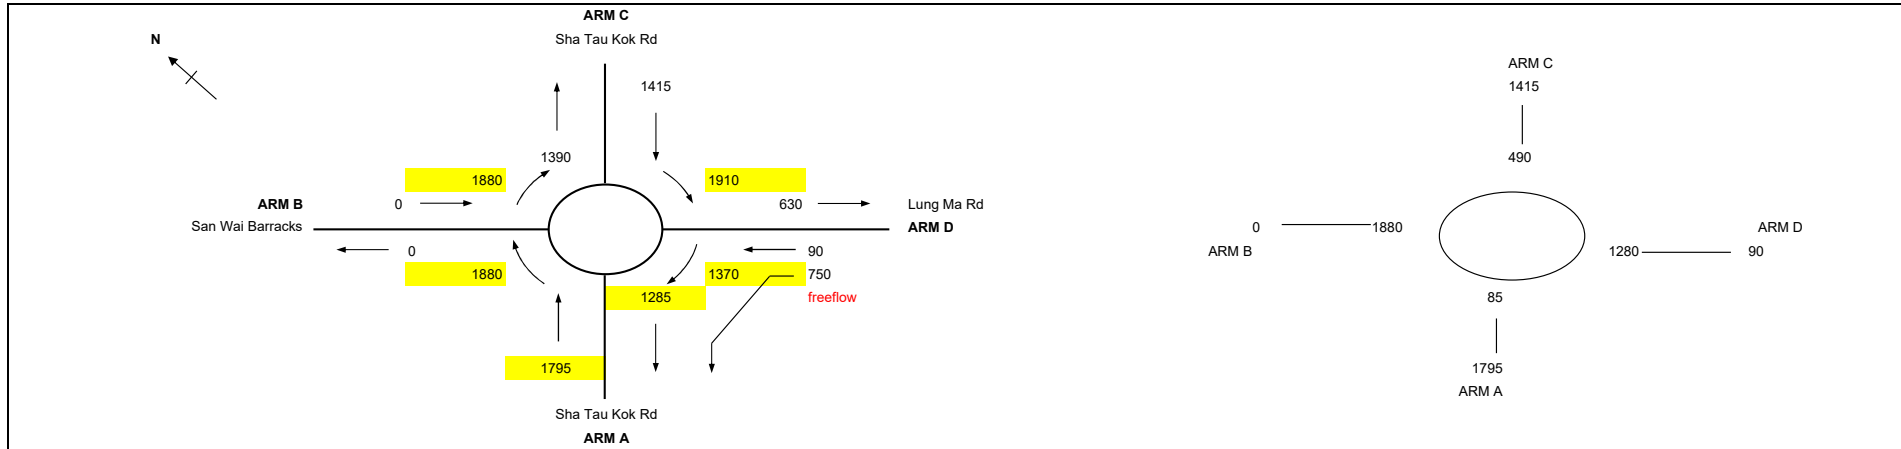 ARM C
Sha Tau Kok Rd
N
1415
1390
1880
1910
ARM B
0
630
Lung Ma Rd
San Wai Barracks
ARM D
0
90
1880
1370
750
1285
freeflow
1795
Sha Tau Kok Rd
ARM A
ARM C
1415
490
0
1880
ARM D
ARM B
1280
90
85
1795
ARM A